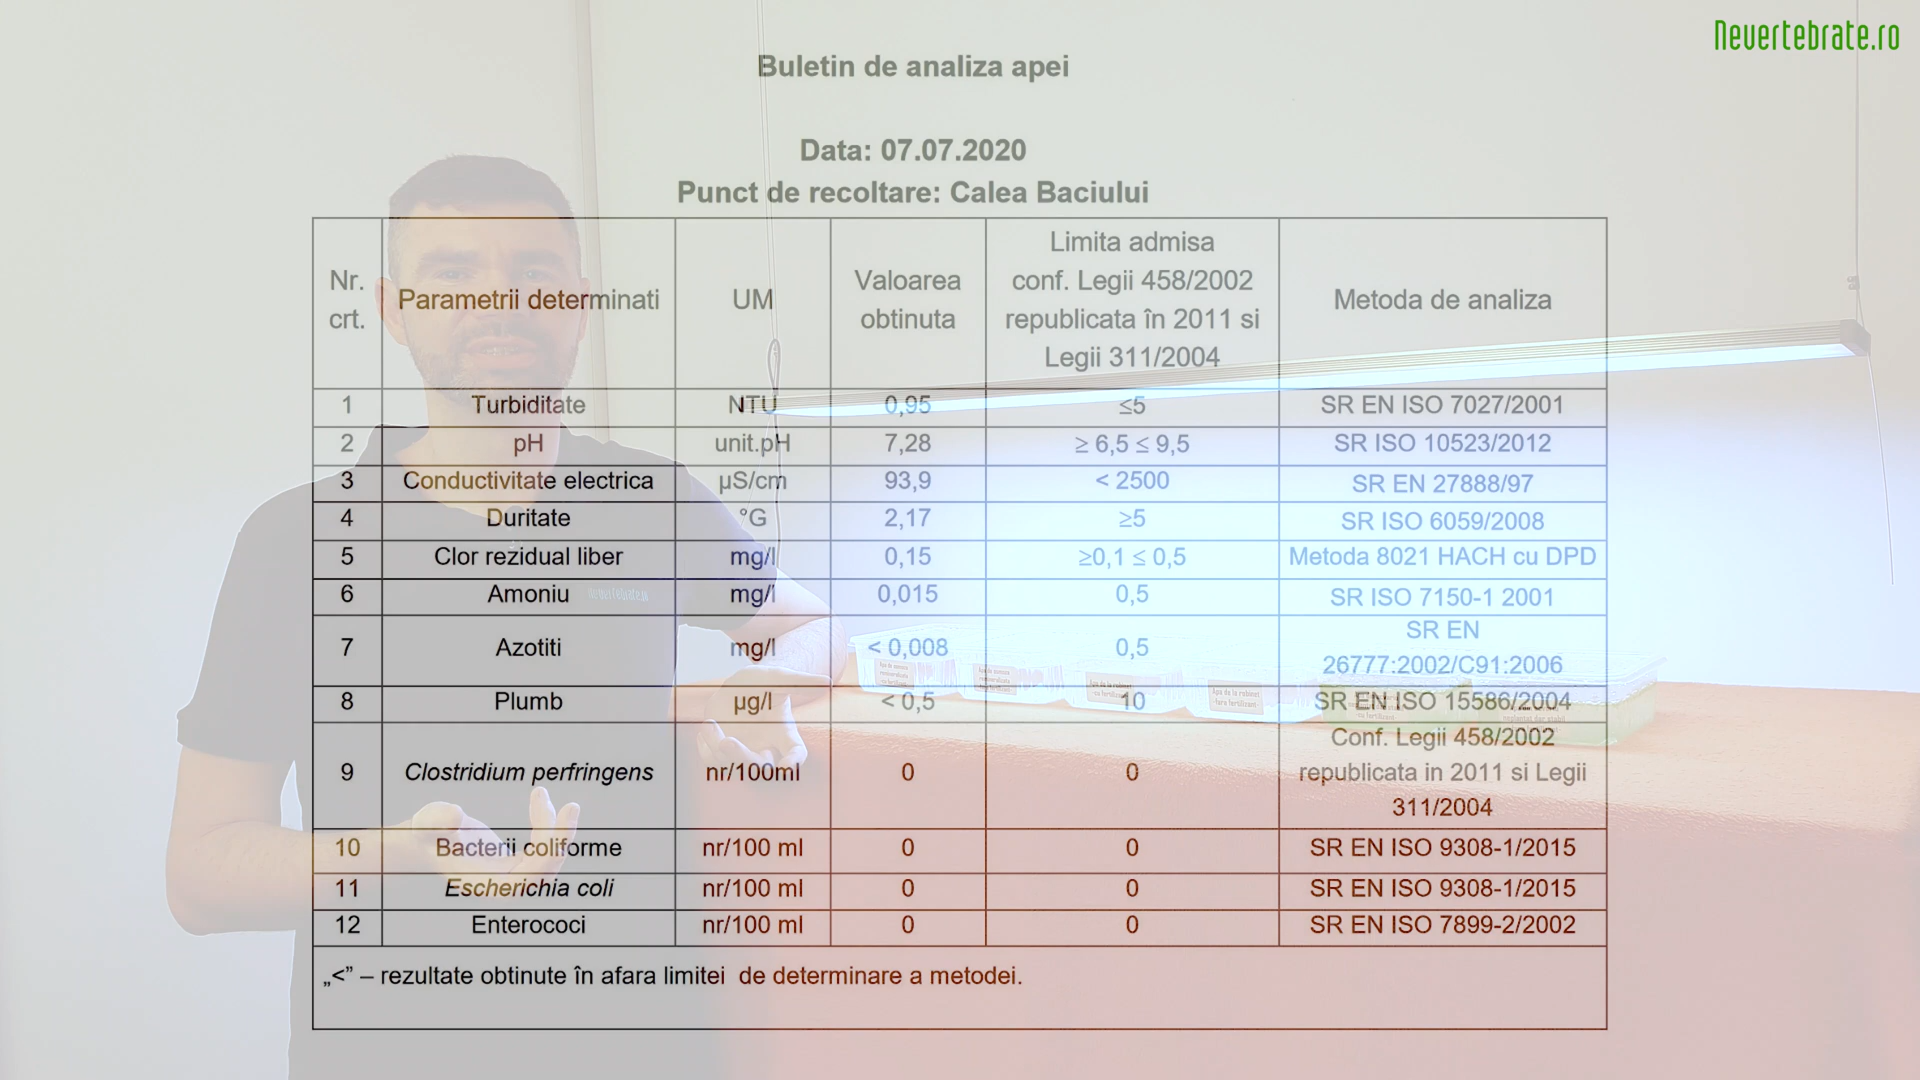 Nevertebrate.ro
Buletin de analiza apei
Data: 07.07.2020
Punct de recoltare: Calea Baciului
Nr. crt. Parametrii determinati UM Valoarea obtinuta Limita admisa conf. Legii 458/2002 republicata în 2011 si Legii 311/2004 Metoda de analiza
1 Turbiditate NTU 0,95 ≤5 SR EN ISO 7027/2001
2 pH unit.pH 7,28 ≥ 6,5 ≤ 9,5 SR ISO 10523/2012
3 Conductivitate electrica µS/cm 93,9 < 2500 SR EN 27888/97
4 Duritate °G 2,17 ≥5 SR ISO 6059/2008
5 Clor rezidual liber mg/l 0,15 ≥0,1 ≤ 0,5 Metoda 8021 HACH cu DPD
6 Amoniu mg/l 0,015 0,5 SR ISO 7150-1 2001
7 Azotiti mg/l < 0,008 0,5 SR EN 26777:2002/C91:2006
8 Plumb µg/l < 0,5 10 SR EN ISO 15586/2004
9 Clostridium perfringens nr/100ml 0 0 Conf. Legii 458/2002 republicata in 2011 si Legii 311/2004
10 Bacterii coliforme nr/100 ml 0 0 SR EN ISO 9308-1/2015
11 Escherichia coli nr/100 ml 0 0 SR EN ISO 9308-1/2015
12 Enterococi nr/100 ml 0 0 SR EN ISO 7899-2/2002
„<” – rezultate obtinute în afara limitei de determinare a metodei.
nevertebrate.ro
Apa de la robinet
-fara fertilizant-